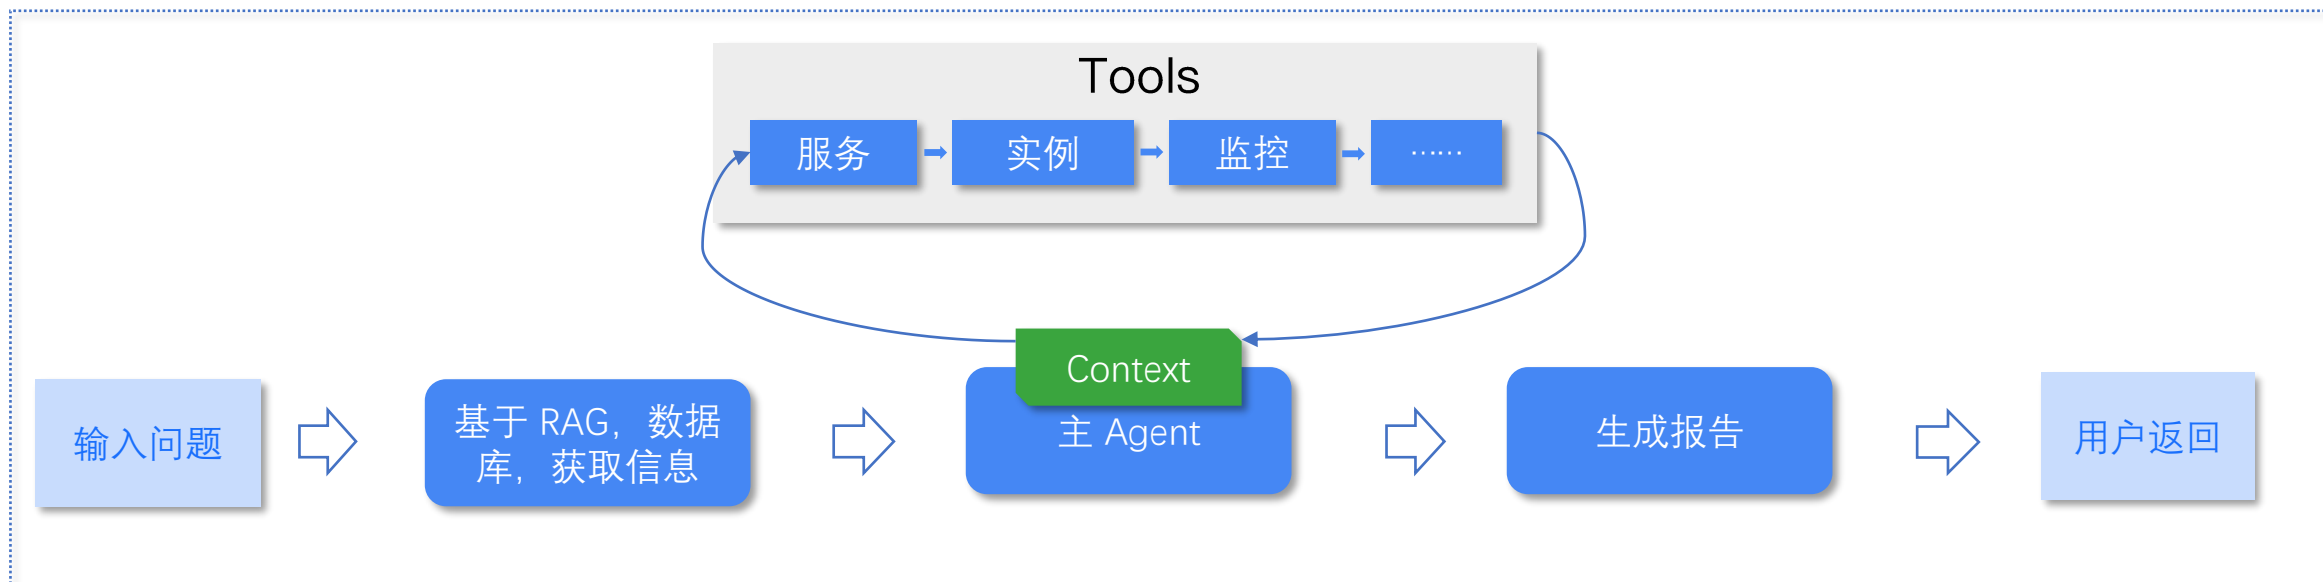 Tools
服务
实例
监控
……
Context
输入问题
基于 RAG，数据
库，获取信息
主 Agent
生成报告
用户返回